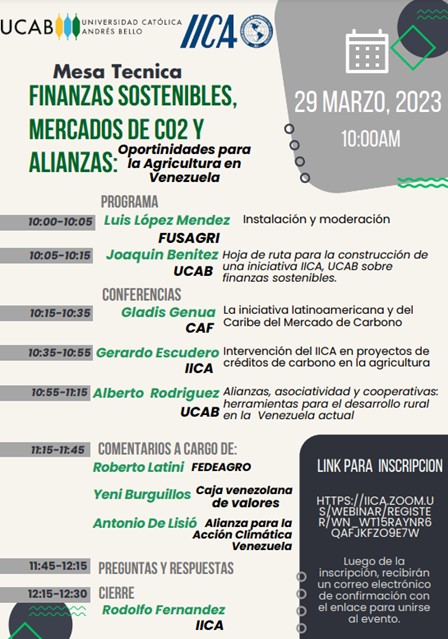 UCAB UNIVERSIDAD CATÓLICA
ANDRÉS BELLO
IICA
Mesa Tecnica
FINANZAS SOSTENIBLES,
MERCADOS DE CO2 Y
ALIANZAS: Oportinidades para
la Agricultura en
Venezuela
29 MARZO, 2023
10:00AM
PROGRAMA
10:00-10:05 Luis López Mendez Instalación y moderación
FUSAGRI
10:05-10:15 Joaquin Benitez Hoja de ruta para la construcción de
UCAB una iniciativa IICA, UCAB sobre
finanzas sostenibles.
CONFERENCIAS
10:15-10:35 Gladis Genua La iniciativa latinoamericana y del
CAF Caribe del Mercado de Carbono
10:35-10:55 Gerardo Escudero Intervención del IICA en proyectos de
IICA créditos de carbono en la agricultura
10:55-11:15 Alberto Rodriguez Alianzas, asociatividad y cooperativas:
UCAB herramientas para el desarrollo rural
en la Venezuela actual
11:15-11:45 COMENTARIOS A CARGO DE:
Roberto Latini FEDEAGRO
Yeni Burguillos Caja venezolana
de valores
Antonio De Lisió Alianza para la
Acción Climática
Venezuela
11:45-12:15 PREGUNTAS Y RESPUESTAS
12:15-12:30 CIERRE
Rodolfo Fernandez
IICA
LINK PARA INSCRIPCION
HTTPS://IICA.ZOOM.U
S/WEBINAR/REGISTE
R/WN_WT15RAYNR6
QAFJKFZO9E7W
Luego de la
inscripción, recibirán
un correo electrónico
de confirmación con
el enlace para unirse
al evento.